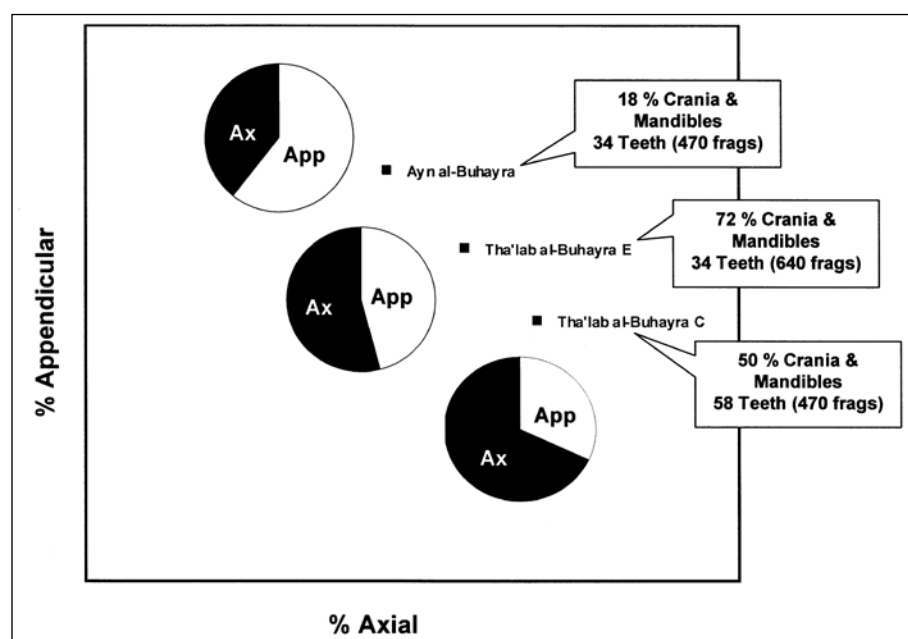 18 % Crania &
Mandibles
34 Teeth (470 frags)
Ax
App
Ayn al-Buhayra
72 % Crania &
Mandibles
34 Teeth (640 frags)
Tha'lab al-Buhayra E
Ax
App
Tha'lab al-Buhayra C
50 % Crania &
Mandibles
58 Teeth (470 frags)
App
Ax
% Appendicular
% Axial